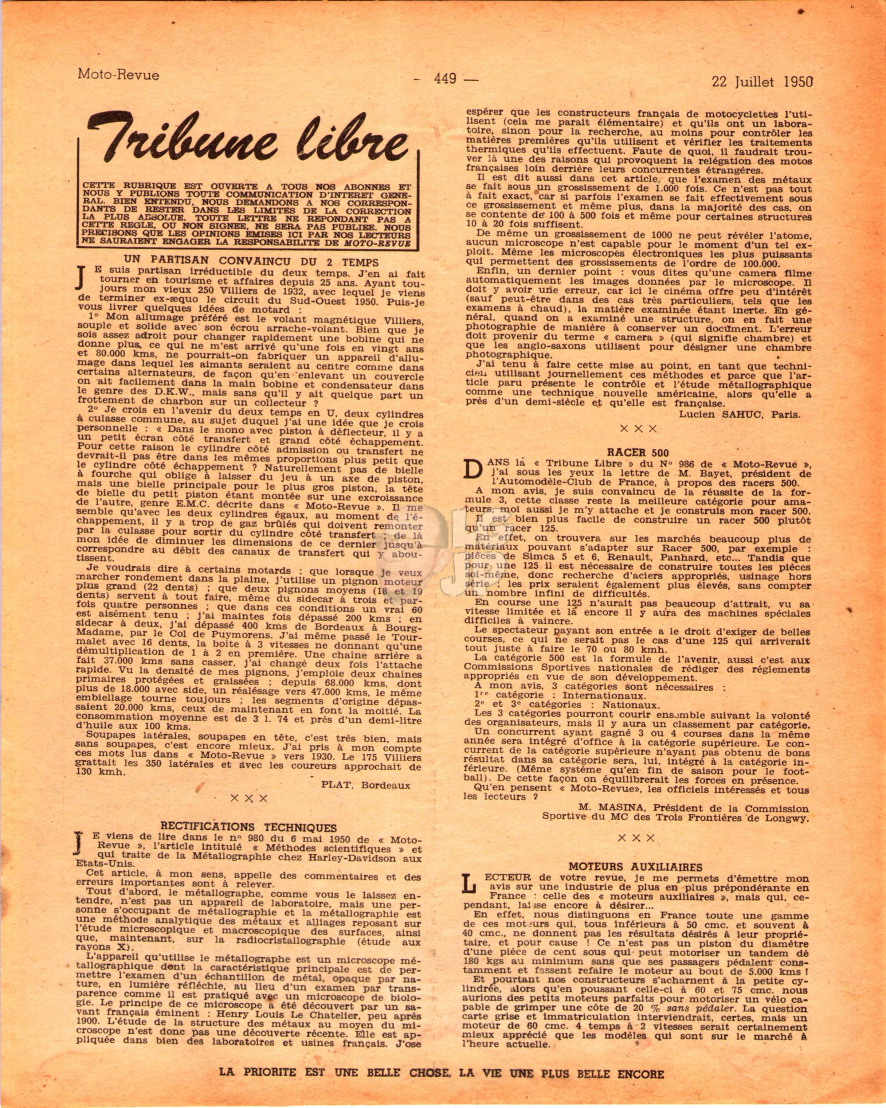 Moto-Revue
- 449 —
22 Juillet 1950
Tribune libre
CETTE RUBRIQUE EST OUVERTE A TOUS NOS ABONNES ET
NOUS Y PUBLIONS TOUTE COMMUNICATION D'INTERET GENE-
RAL. BIEN ENTENDU, NOUS DEMANDONS A NOS CORRESPON-
DANTS DE RESTER DANS LES LIMITES DE LA CORRECTION
LA PLUS ABSOLUE. TOUTE LETTRE NE REPONDANT PAS A
CETTE REGLE, OU NON SIGNEE, NE SERA PAS PUBLIEE. NOUS
PRECISONS QUE LES OPINIONS EMISES ICI PAR NOS LECTEURS
NE SAURAIENT ENGAGER LA RESPONSABILITE DE MOTO-REVUE
UN PARTISAN CONVAINCU DU 2 TEMPS
JE suis partisan irréductible du deux temps. J'en ai fait
tourner en tourisme et affaires depuis 25 ans. Ayant tou-
jours mon vieux 250 Villiers 1932, avec lequel je viens
de terminer ex-æquo le circuit du Sud-Ouest 1950. Puis-je
vous livrer quelques idées de motard :
1º Mon allumage préféré est le volant magnétique Villiers,
souple et solide avec son écrou arrache-volant. Bien que je
sois assez adroit pour changer rapidement une bobine qui ne
donne plus, ce qui ne m'est arrivé qu'une fois en vingt ans
et 80.000 kms, ne pourrait-on fabriquer un appareil d'allu-
mage dans lequel les aimants seraient au centre comme dans
certains alternateurs, de façon qu'en enlevant un couvercle
on ait facilement dans la main bobine et condensateur dans
le genre des D.K.W., mais sans qu'il y ait quelque part un
frottement de charbon sur un collecteur ?
2º Je crois en l'avenir du deux temps en U, deux cylindres
à culasse commune, au sujet duquel j'ai une idée que je crois
personnelle : « Dans le mono avec piston à déflecteur, il y a
un petit écran côté transfert et grand côté échappement.
Pour cette raison le cylindre côté admission ou transfert ne
devrait-il pas être dans les mêmes proportions plus petit que
le cylindre côté échappement ? Naturellement pas de bielle
à fourche qui oblige à laisser du jeu à un axe de piston,
mais une bielle principale pour le plus gros piston, la tête
de bielle du petit piston étant montée sur une excroissance
de l'autre, genre E.M.C. décrite dans « Moto-Revue ». Il me
semble qu'avec les deux cylindres égaux, au moment de l'é-
chappement, il y a trop de gaz brûlés qui doivent remonter
par la culasse pour sortir du cylindre côté transfert de là
mon idée de diminuer les dimensions de ce dernier jusqu'à
correspondre au débit des canaux de transfert qui y abou-
tissent.
Je voudrais dire à certains motards : que lorsque je veux
marcher rondement dans la plaine, j'utilise un pignon moteur
plus grand (22 dents) ; que deux pignons moyens (18 et 19
dents) servent à tout faire, même du sidecar à trois et par-
fois quatre personnes ; que dans ces conditions un vrai 60
est aisément tenu ; j'ai maintes fois dépassé 200 kms ; en
sidecar à deux, j'ai dépassé 400 kms de Bordeaux à Bourg-
Madame, par le Col de Puymorens. J'ai même passé le Tour-
malet avec 16 dents, la boîte à 3 vitesses ne donnant qu'une
démultiplication de 1 à 2 en première. Une chaîne arrière a
fait 37.000 kms sans casser, j'ai changé deux fois l'attache
rapide. Vu la densité de mes pignons, j'emploie deux chaînes
primaires protégées et graissées ; depuis 68.000 kms, dont
plus de 18.000 avec side, un réalésage vers 47.000 kms, le même
embiellage tourne toujours ; les segments d'origine dépas-
saient 20.000 kms, ceux de maintenant en font la moitié. La
consommation moyenne est de 3 l. 74 et près d'un demi-litre
d'huile aux 100 kms.
Soupapes latérales, soupapes en tête, c'est très bien, mais
sans soupapes, c'est encore mieux. J'ai pris à mon compte
ces mots lus dans « Moto-Revue » vers 1930. Le 175 Villiers
grattait les 350 latérales et avec les coureurs approchait de
130 kmh.
PLAT, Bordeaux
× × ×
RECTIFICATIONS TECHNIQUES
JE viens de lire dans le nº 980 du 6 mai 1950 de « Moto-
Revue », l'article intitulé « Méthodes scientifiques » et
qui traite de la Métallographie chez Harley-Davidson aux
Etats-Unis.
Cet article, à mon sens, appelle des commentaires et des
erreurs importantes sont à relever.
Tout d'abord, le métallographe, comme vous le laissez en-
tendre, n'est pas un appareil de laboratoire, mais une per-
sonne s'occupant de métallographie et la métallographie est
une méthode analytique des métaux et alliages reposant sur
l'étude microscopique et macroscopique des surfaces, ainsi
que, maintenant, sur la radiocristallographie (étude aux
rayons X).
L'appareil qu'utilise le métallographe est un microscope mé-
tallographique dont la caractéristique principale est de per-
mettre l'examen d'un échantillon de métal, opaque par na-
ture, en lumière réfléchie, au lieu d'un examen par trans-
parence comme il est pratiqué avec un microscope de biolo-
gie. Le principe de ce microscope a été découvert par un sa-
vant français éminent : Henry Louis Le Chatelier, peu après
1900. L'étude de la structure des métaux au moyen du mi-
croscope n'est donc pas une découverte récente. Elle est ap-
pliquée dans bien des laboratoires et usines français. J'ose
espérer que les constructeurs français de motocyclettes l'uti-
lisent (cela me parait élémentaire) et qu'ils ont un labora-
toire, sinon pour la recherche, au moins pour contrôler les
matières premières qu'ils utilisent et vérifier les traitements
thermiques qu'ils effectuent. Faute de quoi, il faudrait trou-
ver là une des raisons qui provoquent la relégation des motos
françaises loin derrière leurs concurrentes étrangères.
Il est dit aussi dans cet article, que l'examen des métaux
se fait sous un grossissement de 1.000 fois. Ce n'est pas tout
à fait exact, car si parfois l'examen se fait effectivement sous
ce grossissement et même plus, dans la majorité des cas, on
se contente de 100 à 500 fois et même pour certaines structures
10 à 20 fois suffisent.
De même un grossissement de 1000 ne peut révéler l'atome,
aucun microscope n'est capable pour le moment d'un tel ex-
ploit. Même les microscopes électroniques les plus puissants
qui permettent des grossissements de l'ordre de 100.000.
Enfin, un dernier point : vous dites qu'une camera filme
automatiquement les images données par le microscope. Il
doit y avoir une erreur, car ici le cinéma offre peu d'intérêt
(sauf peut-être dans des cas très particuliers, tels que les
examens à chaud), la matière examinée étant inerte. En gé-
néral, quand on a examiné une structure, on en fait une
photographie de manière à conserver un document. L'erreur
doit provenir du terme « camera » (qui signifie chambre) et
que les anglo-saxons utilisent pour désigner une chambre
photographique.
J'ai tenu à faire cette mise au point, en tant que techni-
cien utilisant journellement ces méthodes et parce que l'ar-
ticle paru présente le contrôle et l'étude métallographique
comme une technique nouvelle américaine, alors qu'elle a
près d'un demi-siècle et qu'elle est française.
Lucien SAHUC, Paris.
× × ×
RACER 500
DANS la « Tribune Libre » du Nº 986 de « Moto-Revue »,
j'ai sous les yeux la lettre de M. Bayet, président de
l'Automodèle-Club de France, à propos des racers 500.
A mon avis, je suis convaincu de la réussite de la for-
mule 3, cette classe reste la meilleure catégorie pour ama-
teurs, moi aussi je m'y attache et je construis mon racer 500.
Il est bien plus facile de construire un racer 500 plutôt
qu'un racer 125.
En effet, on trouvera sur les marchés beaucoup plus de
matériaux pouvant s'adapter sur Racer 500, par exemple :
pièces de Simca 5 et 6, Renault, Panhard, etc... Tandis que
pour une 125 il est nécessaire de construire toutes les pièces
soi-même, donc recherche d'aciers appropriés, usinage hors
série ; les prix seraient également plus élevés, sans compter
un nombre infini de difficultés.
En course une 125 n'aurait pas beaucoup d'attrait, vu sa
vitesse limitée et là encore il y aura des machines spéciales
difficiles à vaincre.
Le spectateur payant son entrée a le droit d'exiger de belles
courses, ce qui ne serait pas le cas d'une 125 qui arriverait
tout juste à faire le 70 ou 80 kmh.
La catégorie 500 est la formule de l'avenir, aussi c'est aux
Commissions Sportives nationales de rédiger des règlements
appropriés en vue de son développement.
A mon avis, 3 catégories sont nécessaires :
1re catégorie : Internationaux.
2e et 3e catégories : Nationaux.
Les 3 catégories pourront courir ensemble suivant la volonté
des organisateurs, mais il y aura un classement par catégorie.
Un concurrent ayant gagné 3 ou 4 courses dans la même
année sera intégré d'office à la catégorie supérieure. Le con-
current de la catégorie supérieure n'ayant pas obtenu de bons
résultat dans sa catégorie sera, lui, intégré à la catégorie in-
férieure. (Même système qu'en fin de saison pour le foot-
ball). De cette façon on équilibrerait les forces en présence.
Qu'en pensent « Moto-Revue», les officiels intéressés et tous
les lecteurs ?
M. MASINA, Président de la Commission
Sportive du MC des Trois Frontières de Longwy.
× × ×
MOTEURS AUXILIAIRES
LECTEUR de votre revue, je me permets d'émettre mon
avis sur une industrie de plus en plus prépondérante en
France : celle des « moteurs auxiliaires », mais qui, ce-
pendant, laisse encore à désirer...
En effet, nous distinguons en France toute une gamme
de ces moteurs qui, tous inférieurs à 50 cmc. et souvent à
40 cmc., ne donnent pas les résultats désirés à leur proprié-
taire, et pour cause ! Ce n'est pas un piston du diamètre
d'une pièce de cent sous qui peut motoriser un tandem de
180 kgs au minimum sans que ses passagers pédalent cons-
tamment et fassent refaire le moteur au bout de 5.000 kms !
Et pourtant nos constructeurs s'acharnent à la petite cy-
lindrée, alors qu'en poussant celle-ci à 60 et 75 cmc. nous
aurions des petits moteurs parfaits pour motoriser un vélo ca-
pable de grimper une côte de 20 % sans pédaler. La question
carte grise et immatriculation interviendrait, certes, mais un
moteur de 60 cmc. 4 temps à 2 vitesses serait certainement
mieux apprécié que les modèles qui sont sur le marché à
l'heure actuelle.
LA PRIORITE EST UNE BELLE CHOSE, LA VIE UNE PLUS BELLE ENCORE